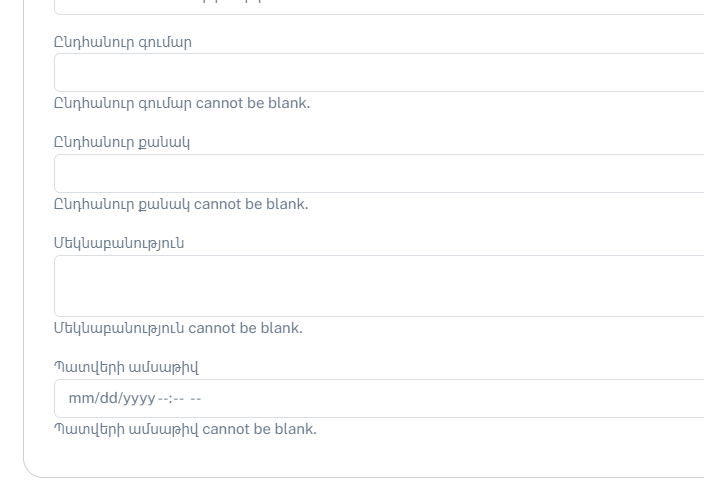 Ընդհանուր գումար
Ընդհանուր գումար cannot be blank.
Ընդհանուր քանակ
Ընդհանուր քանակ cannot be blank.
Մեկնաբանություն
Մեկնաբանություն cannot be blank.
Պատվերի ամսաթիվ
mm/dd/yyyy --:-- --
Պատվերի ամսաթիվ cannot be blank.